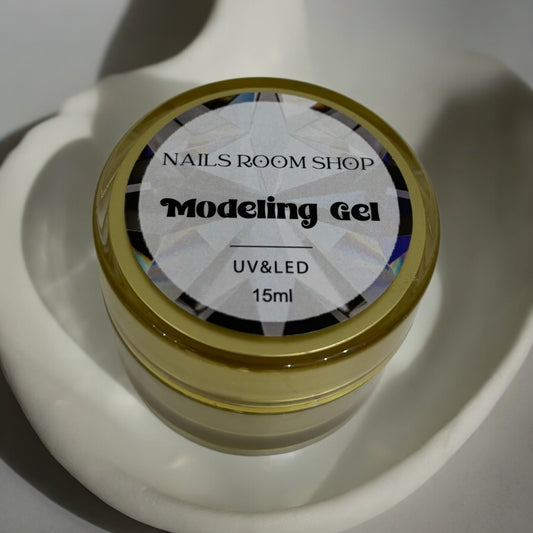 NAILS ROOM SHOP
Modeling Gel
UV&LED
15ml